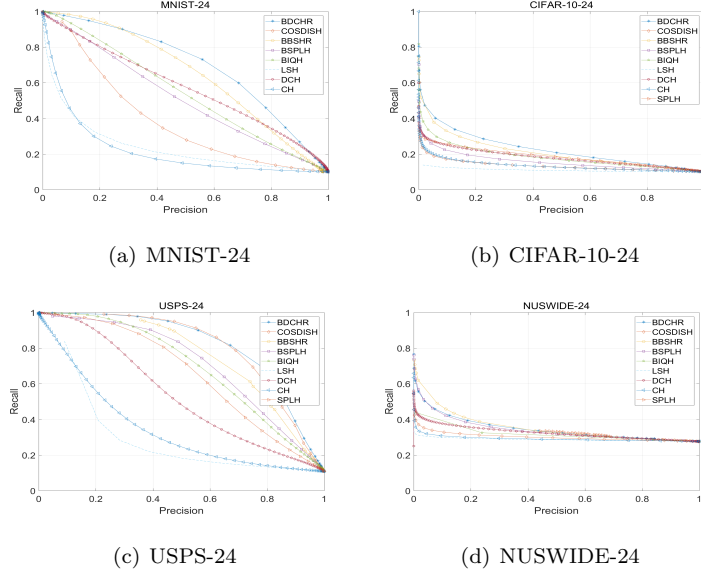 MNIST-24
BDCHR
COSDISH
BBSHR
BSPLH
BIQH
LSH
DCH
CH
1
0.8
0.6
0.4
0.2
0
Recall
0 0.2 0.4 0.6 0.8 1
Precision
(a) MNIST-24
CIFAR-10-24
BDCHR
COSDISH
BBSHR
BSPLH
BIQH
LSH
DCH
CH
SPLH
1
0.8
0.6
0.4
0.2
0
Recall
0 0.2 0.4 0.6 0.8
Precision
(b) CIFAR-10-24
USPS-24
BDCHR
COSDISH
BBSHR
BSPLH
BIQH
LSH
DCH
CH
SPLH
1
0.8
0.6
0.4
0.2
0
Recall
0 0.2 0.4 0.6 0.8 1
Precision
(c) USPS-24
NUSWIDE-24
BDCHR
COSDISH
BBSHR
BSPLH
BIQH
LSH
DCH
CH
SPLH
1
0.8
0.6
0.4
0.2
0
Recall
0 0.2 0.4 0.6 0.8 1
Precision
(d) NUSWIDE-24